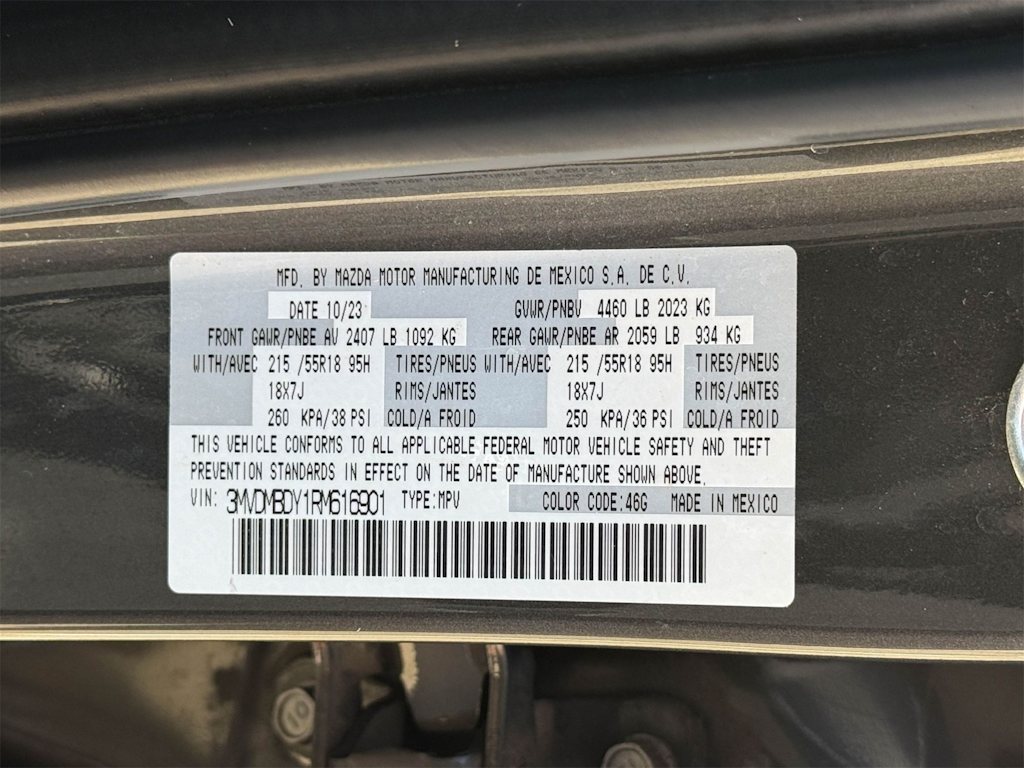 MFD. BY MAZDA MOTOR MANUFACTURING DE MEXICO S.A. DE C.V.
DATE 10/23 GVWR/PNBV 4460 LB 2023 KG
FRONT GAWR/PNBE AV 2407 LB 1092 KG REAR GAWR/PNBE AR 2059 LB 934 KG
WITH/AVEC 215 /55R18 95H TIRES/PNEUS WITH/AVEC 215 /55R18 95H TIRES/PNEUS
18X7J RIMS/JANTES 18X7J RIMS/JANTES
260 KPA/38 PSI COLD/A FROID 250 KPA/36 PSI COLD/A FROID
THIS VEHICLE CONFORMS TO ALL APPLICABLE FEDERAL MOTOR VEHICLE SAFETY AND THEFT
PREVENTION STANDARDS IN EFFECT ON THE DATE OF MANUFACTURE SHOWN ABOVE.
VIN: 3MVDMBDY1RM616901 TYPE:MPV COLOR CODE:46G MADE IN MEXICO
10